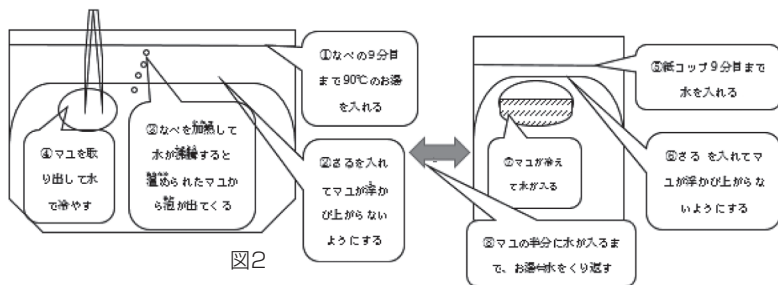 ①なべの9分目
まで90℃のお湯
を入れる
③なべを加熱して
水が沸騰すると
温められたマユか
ら泡が出てくる
④マユを取
り出して水
で冷やす
②ざるを入れ
てマユが浮か
び上がらない
ようにする
図2
⑤紙コップ9分目まで
水を入れる
⑦マユが冷え
て水が入る
⑥ざる を入れてマ
ユが浮かび上がらな
いようにする
⑧マユの半分に水が入るま
で、お湯⇔水をくり返す